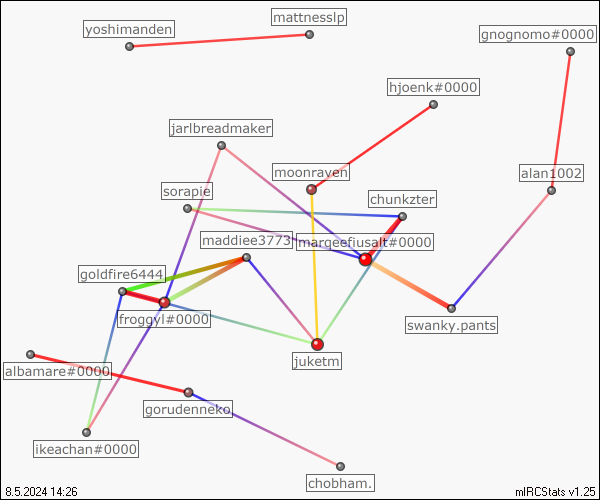 mattnesslp
yoshimanden
gnognomo#0000
hjoenk#0000
jarlbreadmaker
moonraven
alan1002
sorapie
chunkzter
maddiee3773
margeefiusalt#0000
goldfire6444
froggyl#0000
swanky.pants
juketm
albamare#0000
gorudenneko
ikeachan#0000
chobham.
8.5.2024 14:26
mIRCStats v1.25